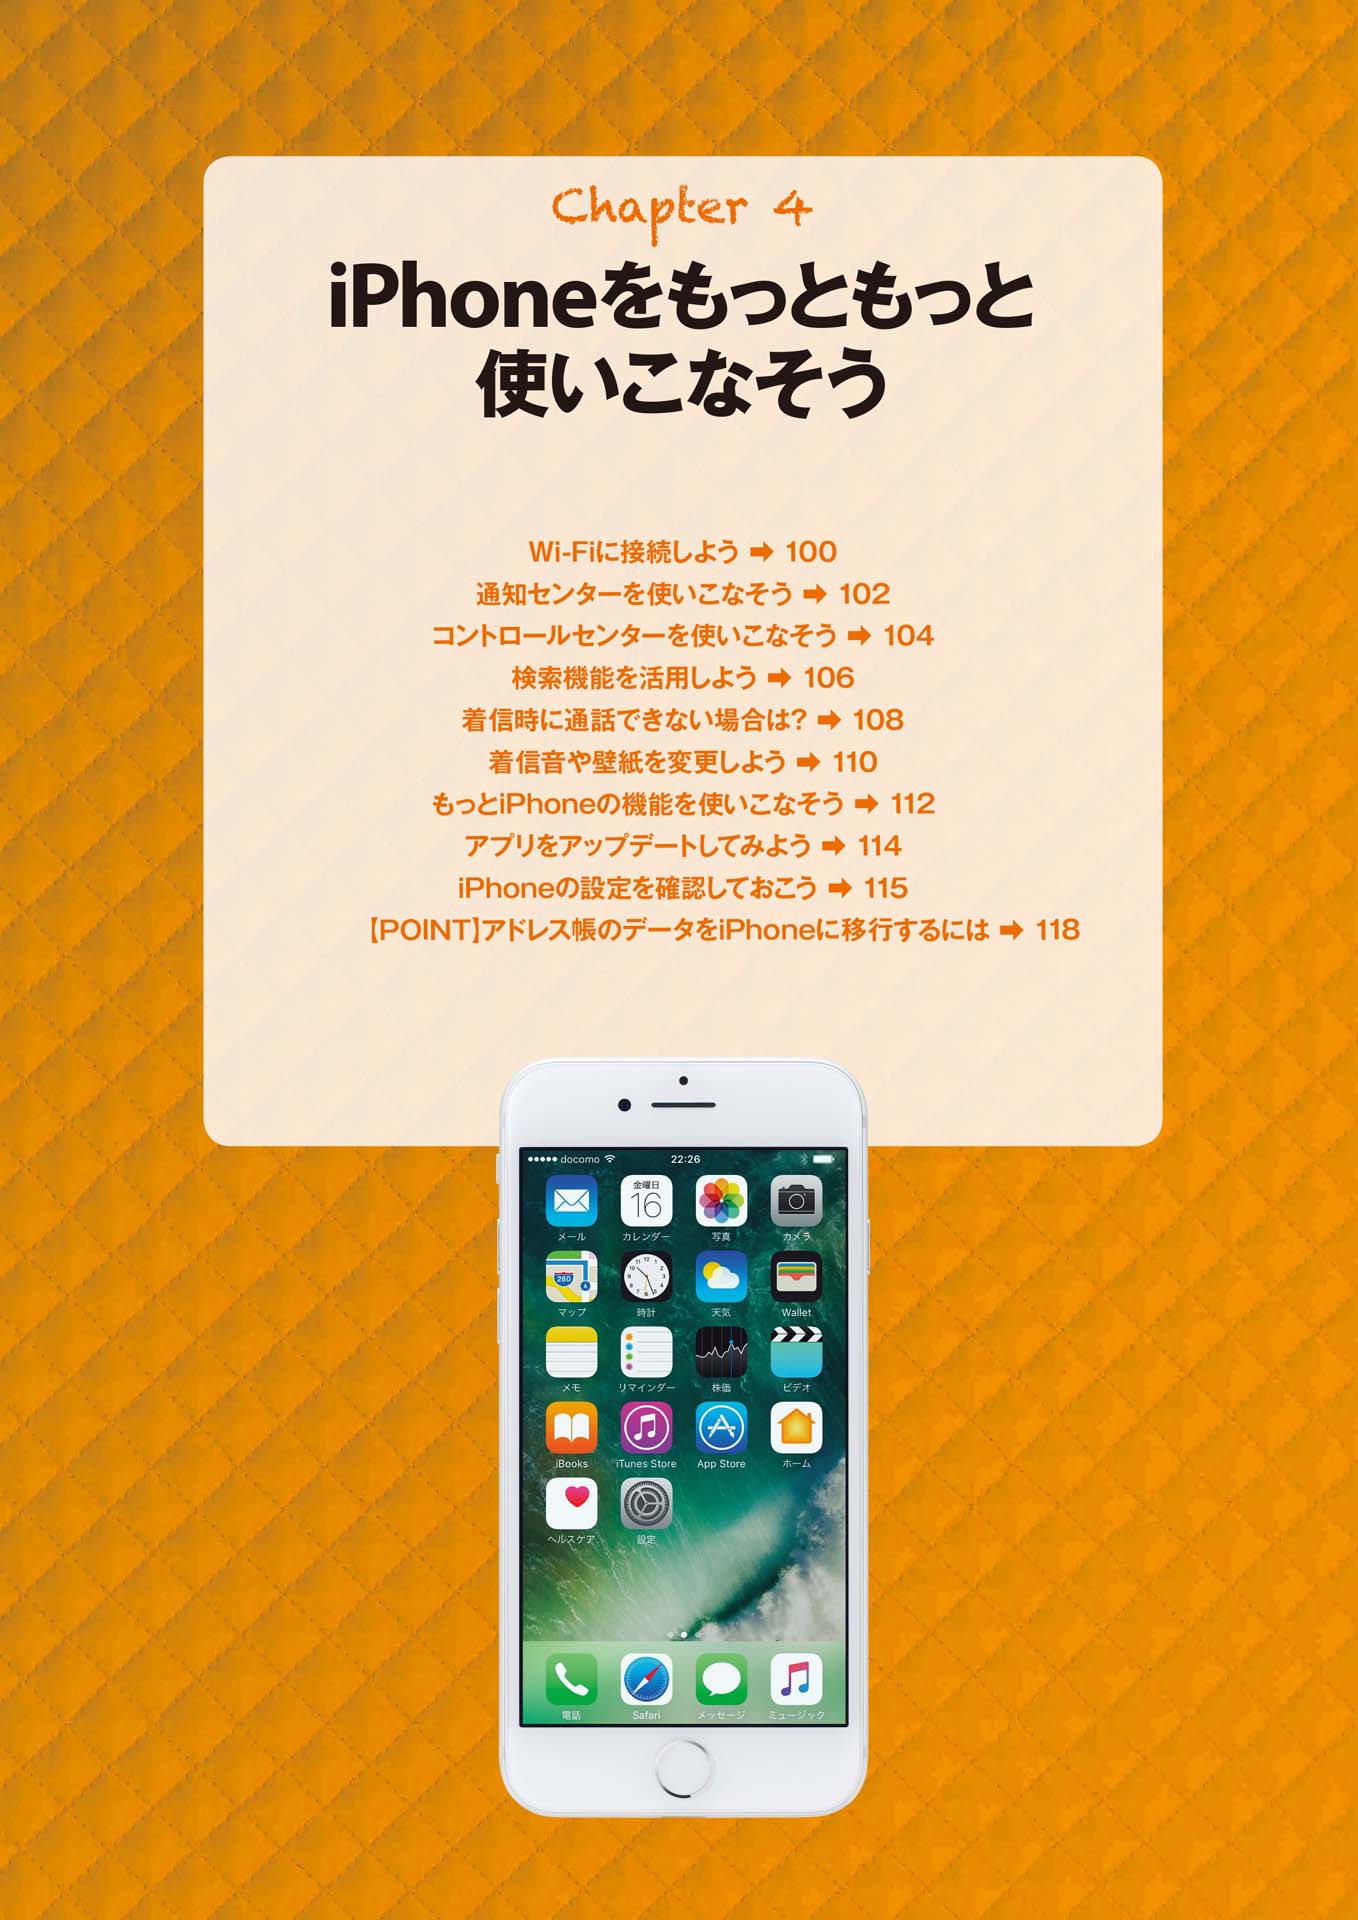 Chapter 4
iPhoneをもっともっと
使いこなそう
Wi-Fiに接続しよう ➡ 100
通知センターを使いこなそう ➡ 102
コントロールセンターを使いこなそう ➡ 104
検索機能を活用しよう ➡ 106
着信時に通話できない場合は? ➡ 108
着信音や壁紙を変更しよう ➡ 110
もっとiPhoneの機能を使いこなそう ➡ 112
アプリをアップデートしてみよう ➡ 114
iPhoneの設定を確認しておこう ➡ 115
【POINT】アドレス帳のデータをiPhoneに移行するには ➡ 118
docomo 22:26
金曜日
16
メール カレンダー 写真 カメラ
280
マップ 時計 天気 Wallet
メモ リマインダー 株価 ビデオ
iBooks iTunes Store App Store ホーム
ヘルスケア 設定
電話 Safari メッセージ ミュージック